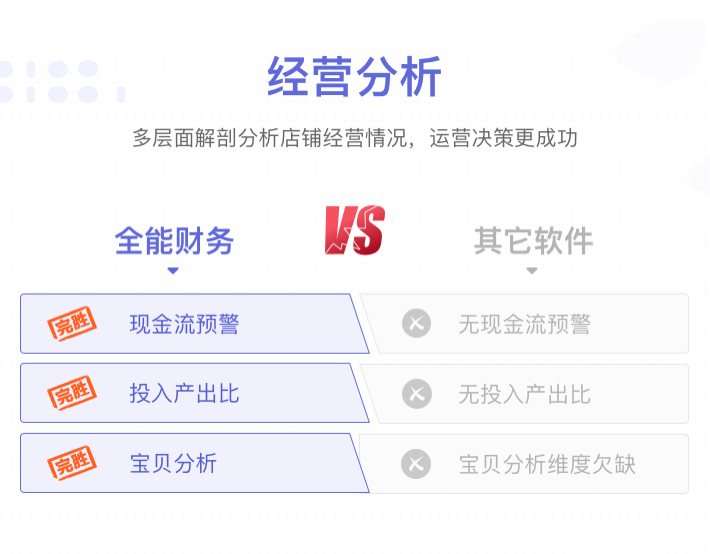 经营分析
多层面解剖分析店铺经营情况，运营决策更成功
全能财务
VS
其它软件
完胜 现金流预警
无现金流预警
完胜 投入产出比
无投入产出比
完胜 宝贝分析
宝贝分析维度欠缺